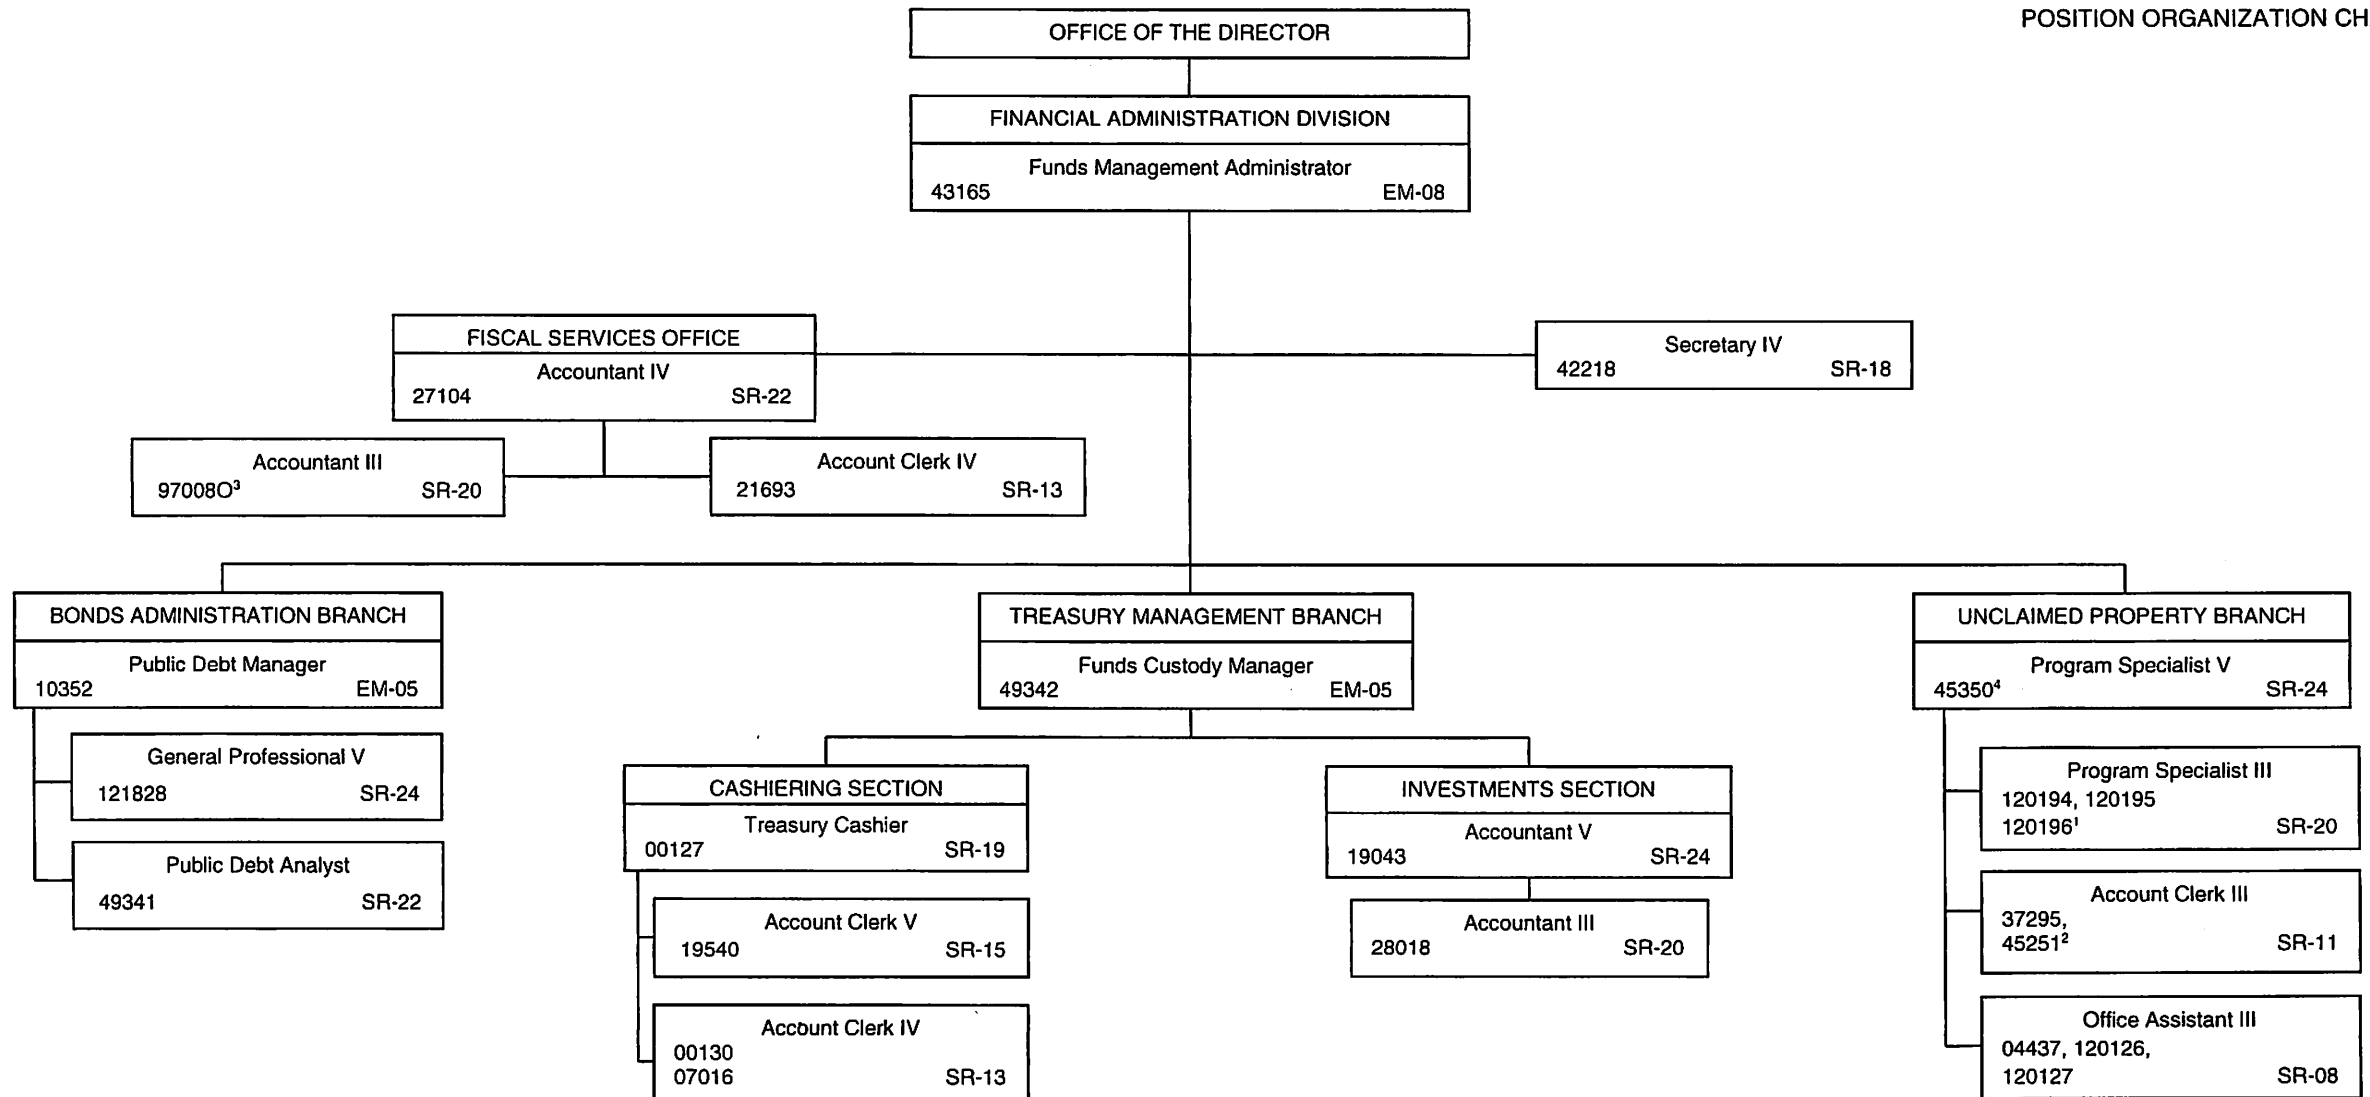 POSITION ORGANIZATION CH
OFFICE OF THE DIRECTOR
FINANCIAL ADMINISTRATION DIVISION
Funds Management Administrator
43165 EM-08
FISCAL SERVICES OFFICE
Accountant IV
27104 SR-22
Secretary IV
42218 SR-18
Accountant III
97008O³ SR-20
Account Clerk IV
21693 SR-13
BONDS ADMINISTRATION BRANCH
Public Debt Manager
10352 EM-05
General Professional V
121828 SR-24
Public Debt Analyst
49341 SR-22
TREASURY MANAGEMENT BRANCH
Funds Custody Manager
49342 EM-05
CASHIERING SECTION
Treasury Cashier
00127 SR-19
Account Clerk V
19540 SR-15
Account Clerk IV
00130
07016 SR-13
INVESTMENTS SECTION
Accountant V
19043 SR-24
Accountant III
28018 SR-20
UNCLAIMED PROPERTY BRANCH
Program Specialist V
45350⁴ SR-24
Program Specialist III
120194, 120195
120196¹ SR-20
Account Clerk III
37295,
45251² SR-11
Office Assistant III
04437, 120126,
120127 SR-08